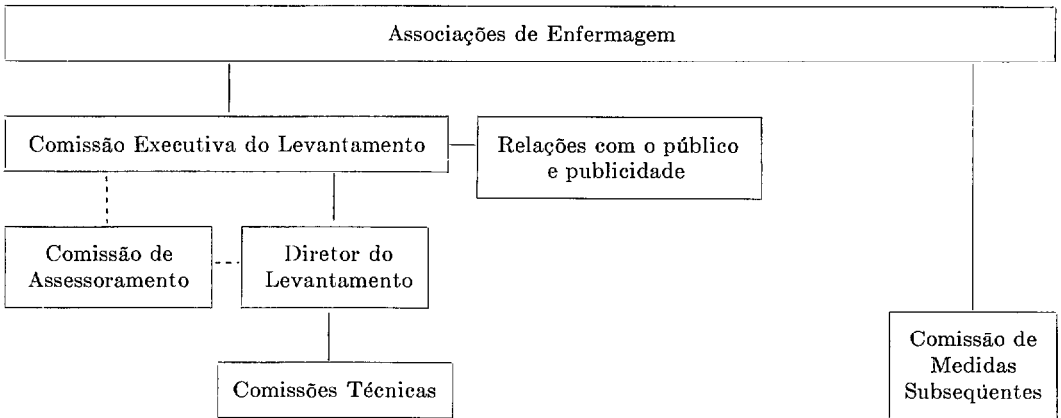 Associações de Enfermagem
Comissão Executiva do Levantamento
Relações com o público
e publicidade
Comissão de
Assessoramento
Diretor do
Levantamento
Comissões Técnicas
Comissão de
Medidas
Subseqüentes